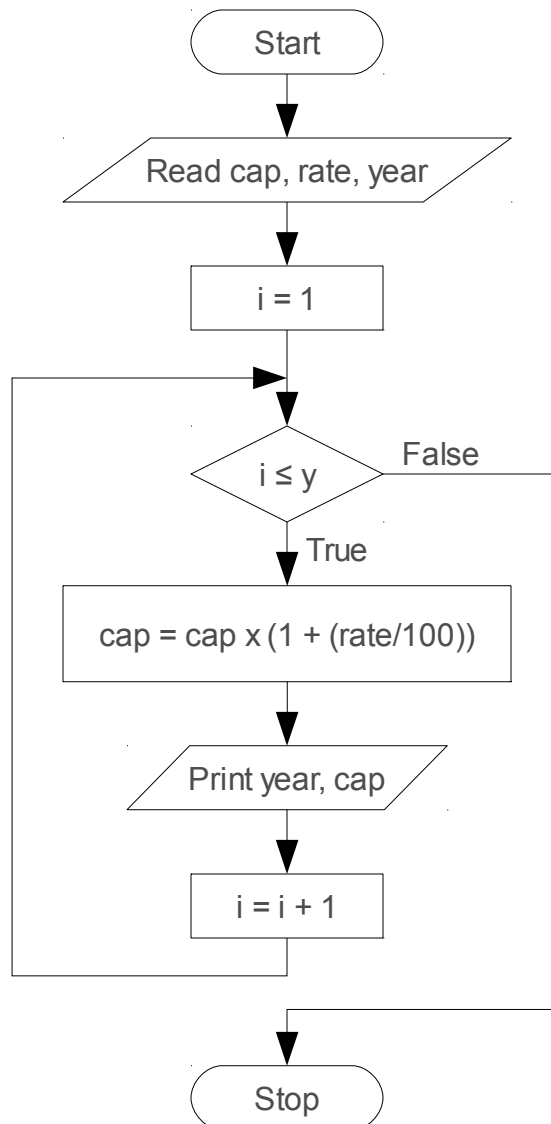 Start
Read cap, rate, year
i = 1
i ≤ y
False
True
cap = cap x (1 + (rate/100))
Print year, cap
i = i + 1
Stop